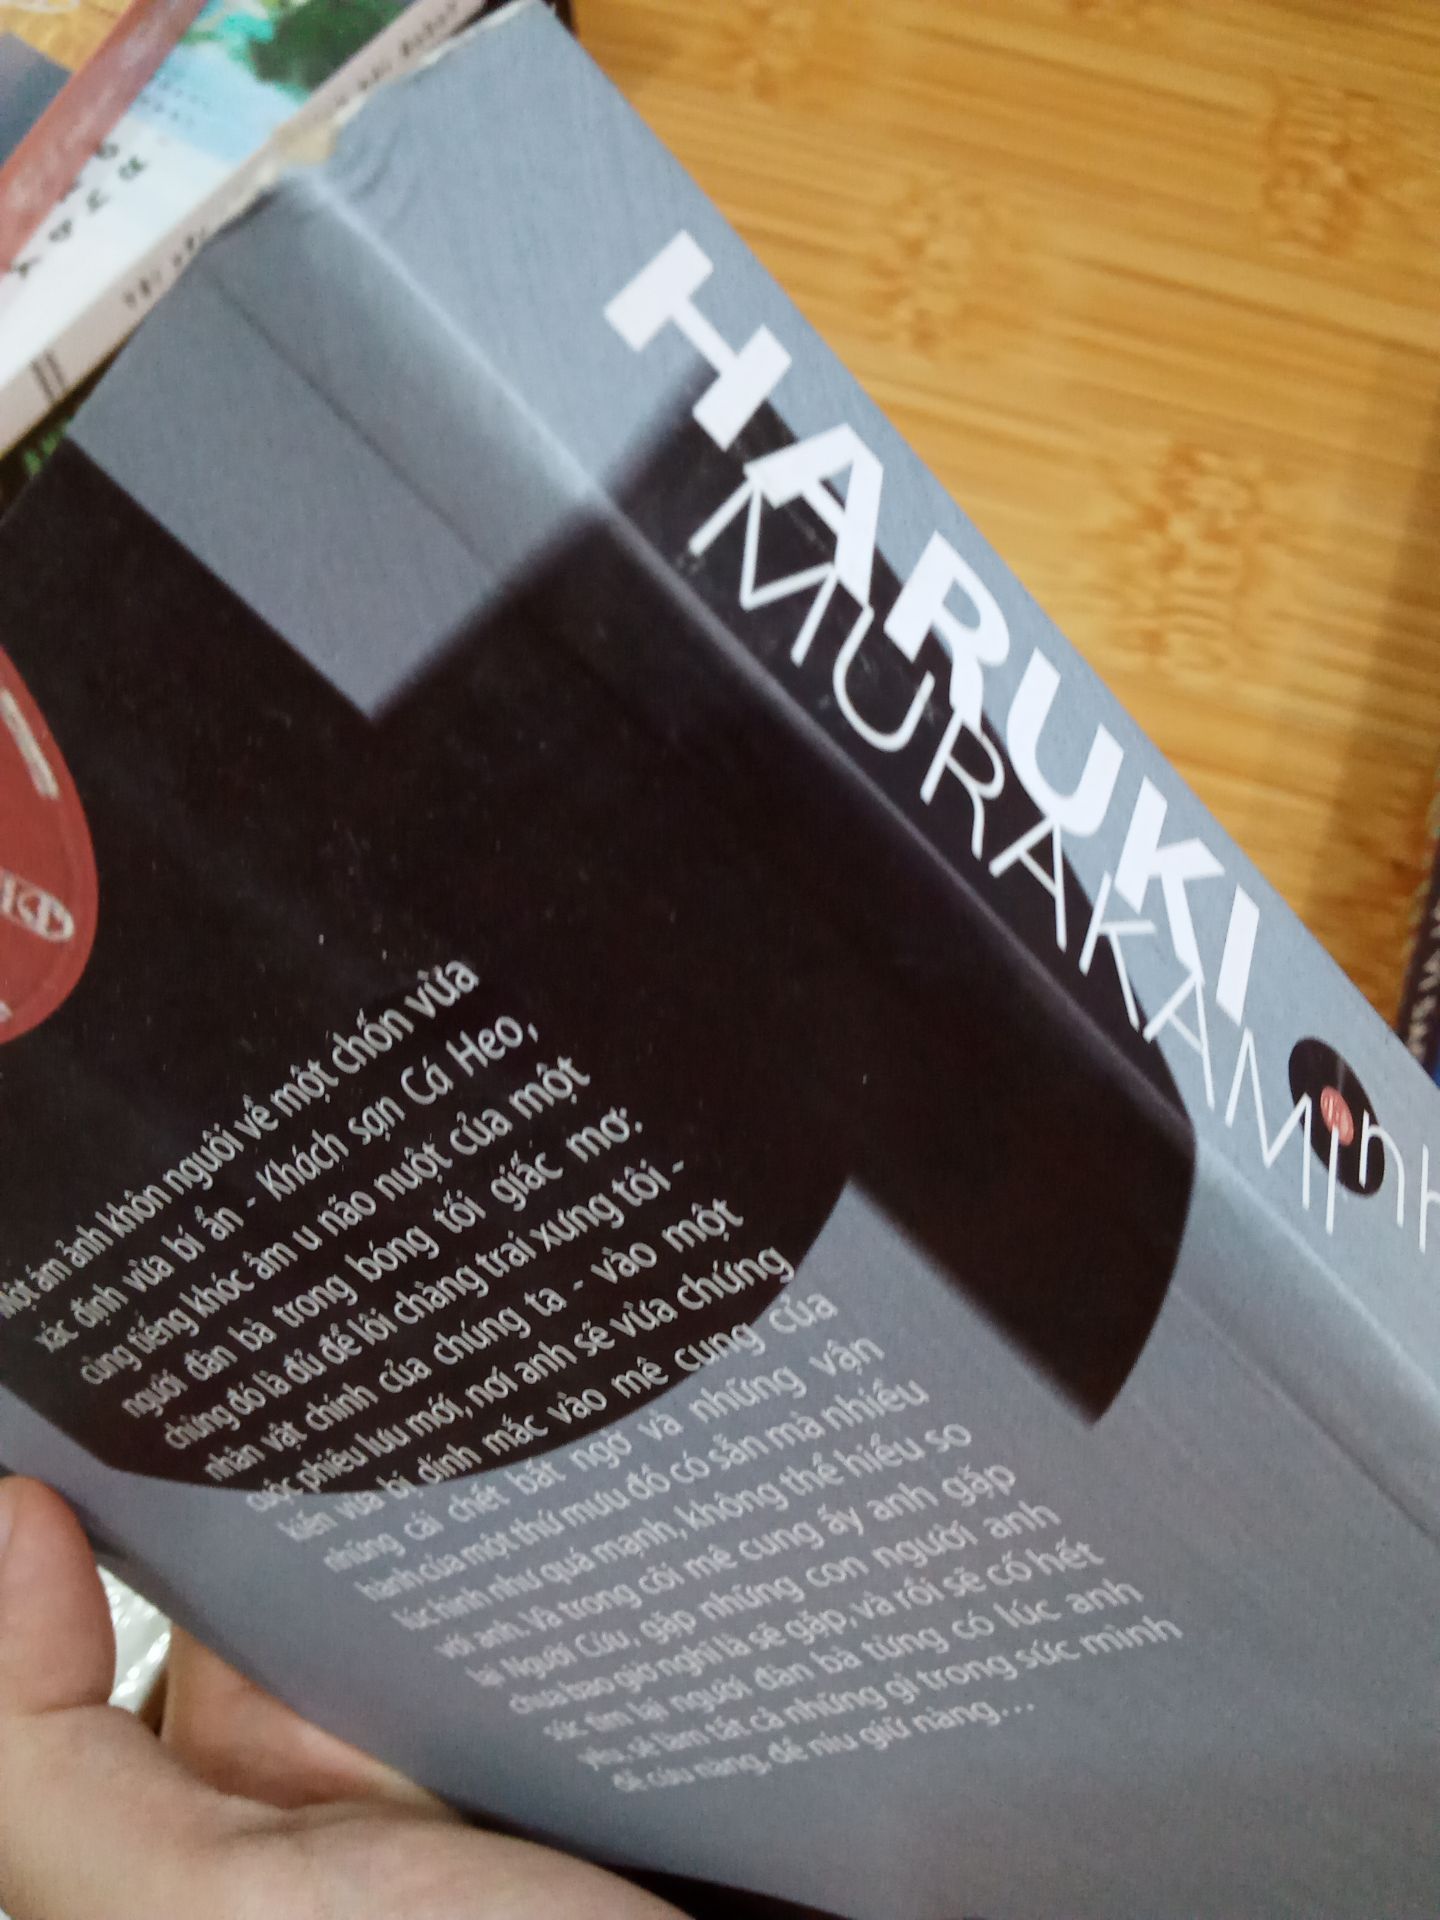 HARUKI
MURAKAMI
nh
Một ám ảnh khôn nguôi về một chốn vừa
xác định vừa bí ẩn - Khách sạn Cá Heo,
cùng tiếng khóc âm u não nuột của một
người đàn bà trong bóng tối giấc mơ:
chúng đó là đủ để lôi chàng trai xưng tôi -
nhân vật chính của chúng ta - vào một
cuộc phiêu lưu mới, nơi anh sẽ vừa chứng
kiến vừa bị dính mắc vào mê cung của
những cái chết bất ngờ và những vận
hành của một thứ mưu đồ có sẵn mà nhiều
lúc hình như quá mạnh, không thể hiểu so
với anh. Và trong cõi mê cung ấy anh gặp
lại Người Cừu, gặp những con người anh
chưa bao giờ nghĩ là sẽ gặp, và rồi sẽ cố hết
sức tìm lại người đàn bà từng có lúc anh
yêu, sẽ làm tất cả những gì trong sức mình
để cứu nàng, để níu giữ nàng...